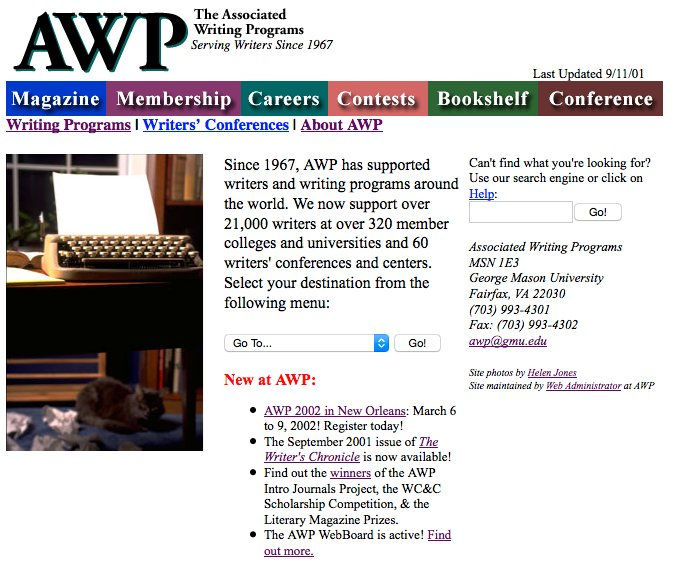 AWP
The Associated
Writing Programs
Serving Writers Since 1967
Last Updated 9/11/01
Magazine Membership Careers Contests Bookshelf Conference
Writing Programs | Writers' Conferences | About AWP
Since 1967, AWP has supported
writers and writing programs around
the world. We now support over
21,000 writers at over 320 member
colleges and universities and 60
writers' conferences and centers.
Select your destination from the
following menu:
Go To... Go!
New at AWP:
• AWP 2002 in New Orleans: March 6
to 9, 2002! Register today!
• The September 2001 issue of The
Writer's Chronicle is now available!
• Find out the winners of the AWP
Intro Journals Project, the WC&C
Scholarship Competition, & the
Literary Magazine Prizes.
• The AWP WebBoard is active! Find
out more.
Can't find what you're looking for?
Use our search engine or click on
Help:
Go!
Associated Writing Programs
MSN 1E3
George Mason University
Fairfax, VA 22030
(703) 993-4301
Fax: (703) 993-4302
awp@gmu.edu
Site photos by Helen Jones
Site maintained by Web Administrator at AWP